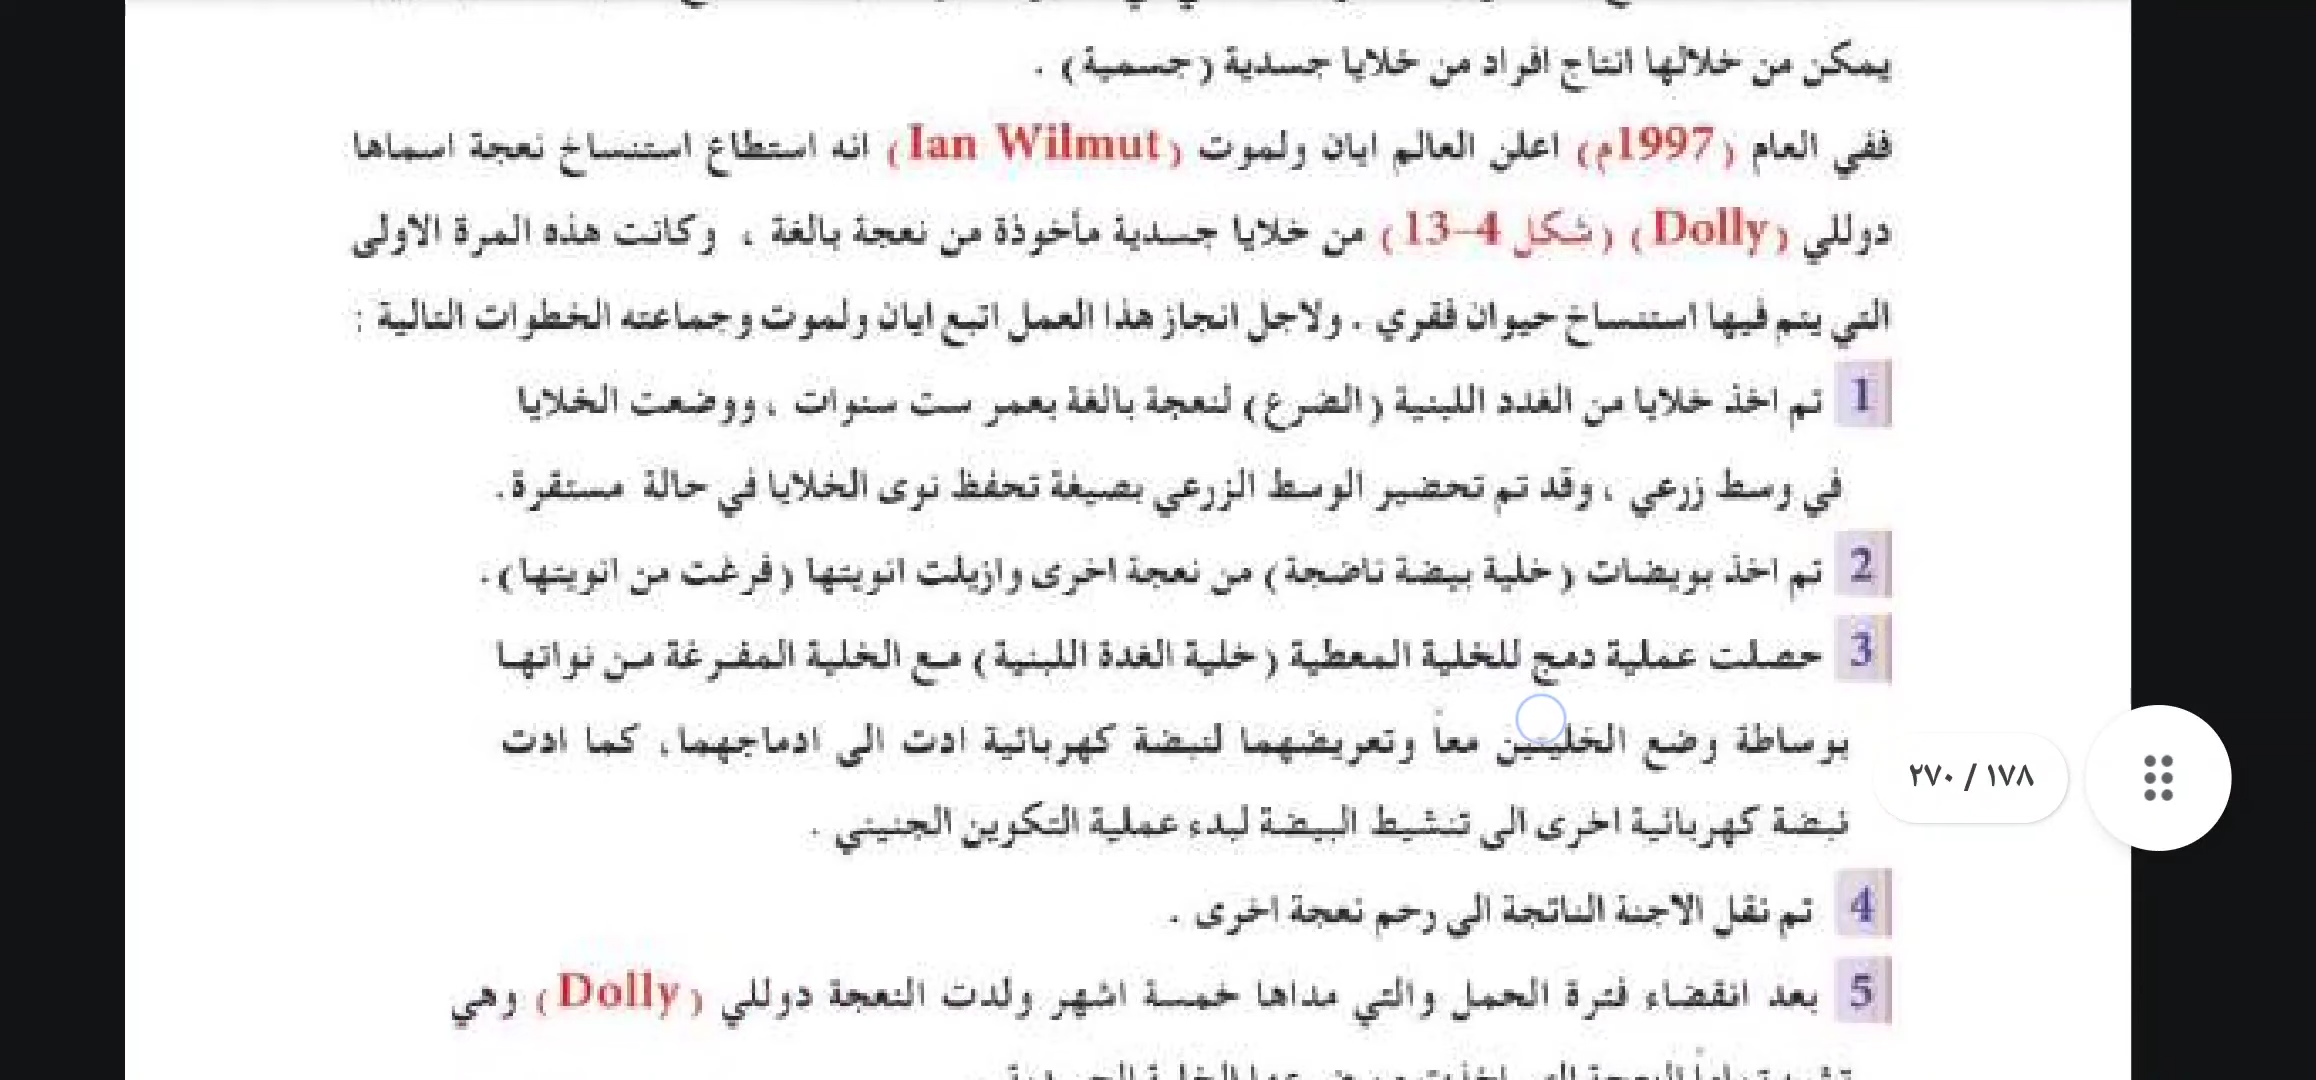 يمكن من خلالها انتاج افراد من خلايا جسدية (جسمية) .
ففي العام (1997م) اعلن العالم ايان ولموت (Ian Wilmut) انه استطاع استنساخ نعجة اسماها
دوللي (Dolly) (شكل 4-13) من خلايا جسدية مأخوذة من نعجة بالغة ، وكانت هذه المرة الاولى
التي يتم فيها استنساخ حيوان فقري . ولاجل انجاز هذا العمل اتبع ايان ولموت وجماعته الخطوات التالية :
1 تم اخذ خلايا من الغدد اللبنية (الضرع) لنعجة بالغة بعمر ست سنوات ، ووضعت الخلايا
في وسط زرعي ، وقد تم تحضير الوسط الزرعي بصيغة تحفظ نوى الخلايا في حالة مستقرة .
2 تم اخذ بويضات (خلية بيضة ناضجة) من نعجة اخرى وازيلت انويتها (فرغت من انويتها) .
3 حصلت عملية دمج للخلية المعطية (خلية الغدة اللبنية) مع الخلية المفرغة من نواتها
بوساطة وضع الخليتين معاً وتعريضهما لنبضة كهربائية ادت الى ادماجهما، كما ادت
نبضة كهربائية اخرى الى تنشيط البيضة لبدء عملية التكوين الجنيني .
4 تم نقل الاجنة الناتجة الى رحم نعجة اخرى .
5 بعد انقضاء فترة الحمل والتي مداها خمسة اشهر ولدت النعجة دوللي (Dolly) وهي
١٧٨ / ٢٧٠